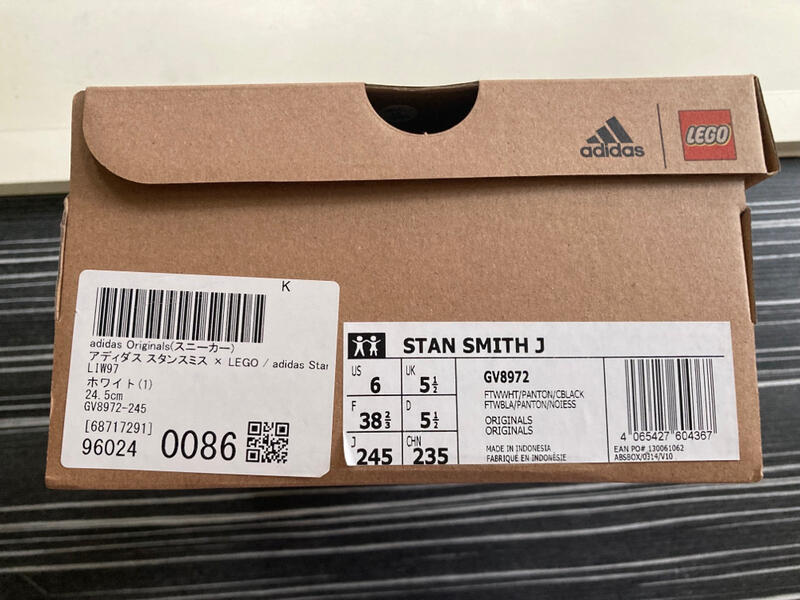 adidas
LEGO
K
adidas Originals(スニーカー)
アディダス スタンスミス × LEGO / adidas Star
LIW97
ホワイト(1)
24.5cm
GV8972-245
[68717291]
96024 0086
STAN SMITH J
US 6 UK 5½
F 38⅔ D 5½
J 245 CHN 235
GV8972
FTWWHT/PANTON/CBLACK
FTWBLA/PANTON/NOIESS
ORIGINALS
ORIGINALS
MADE IN INDONESIA
FABRIQUÉ EN INDONÉSIE
4 065427 604367
EAN PO# 130061062
ABSBOX/0314/V10